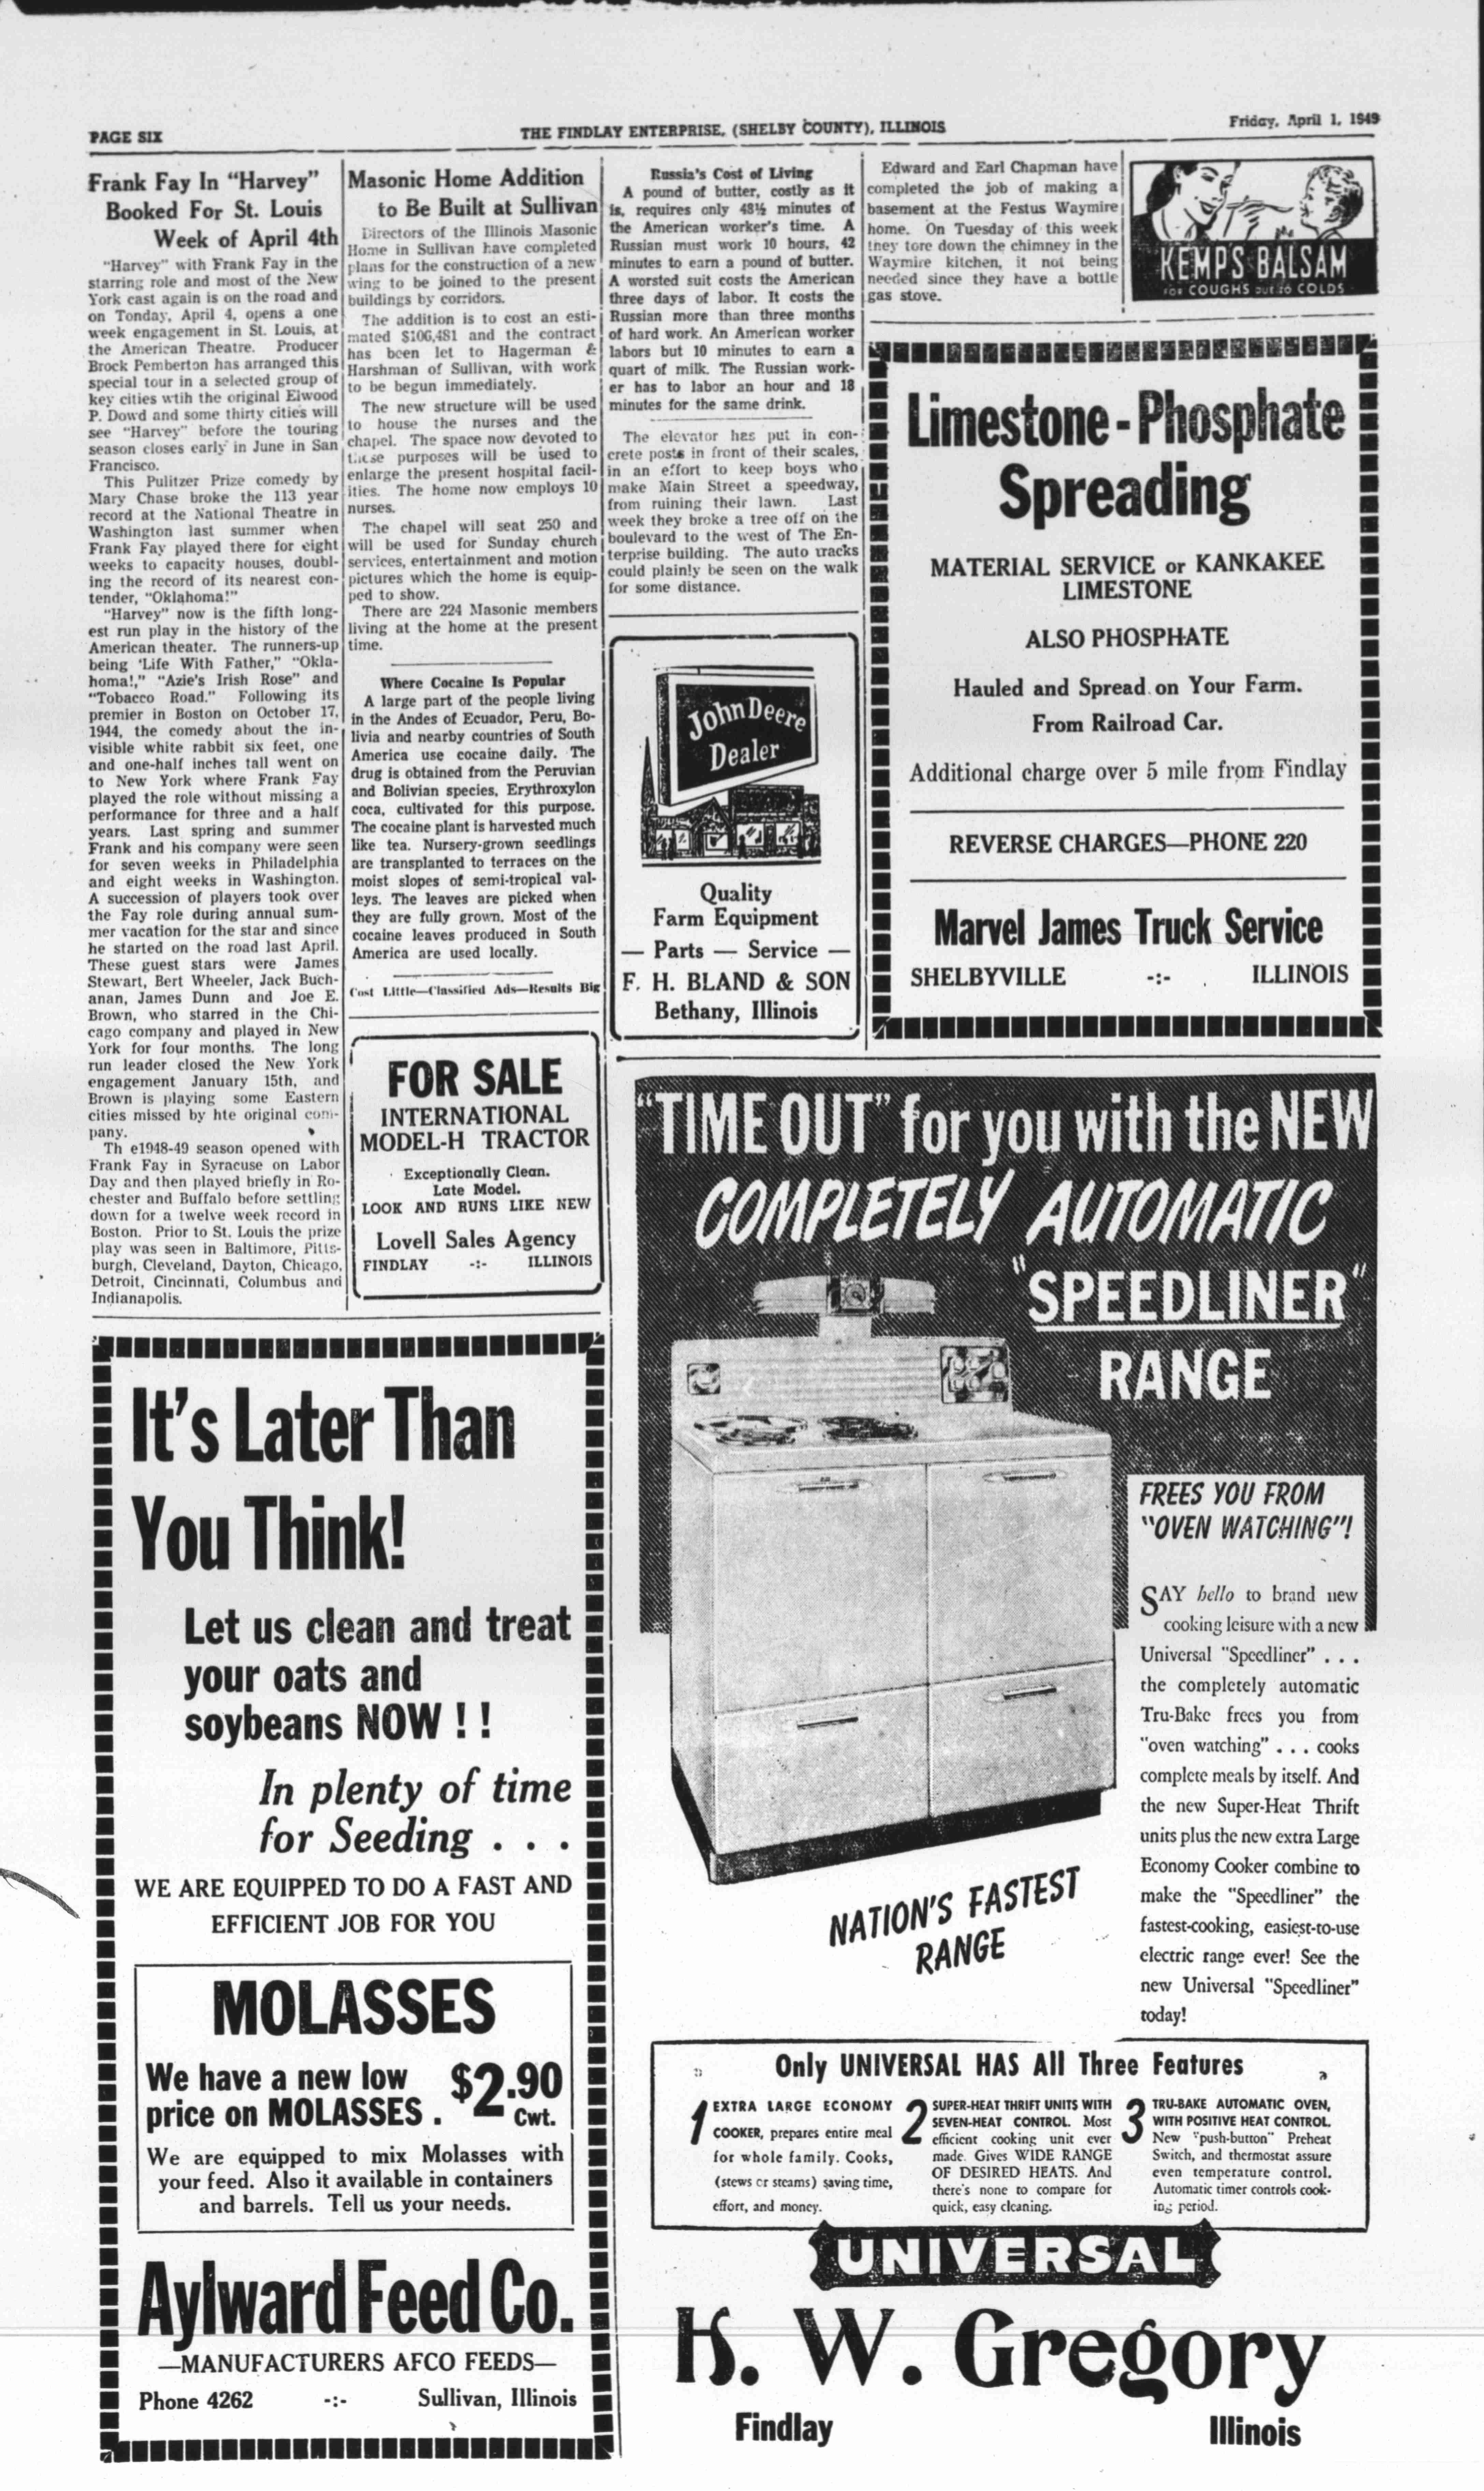 PAGE SIX
THE FINDLAY ENTERPRISE, (SHELBY COUNTY), ILLINOIS
Friday, April 1, 1949
Frank Fay In “Harvey”
Booked For St. Louis
Week of April 4th
“Harvey” with Frank Fay in the
starring role and most of the New
York cast again is on the road and
on Tonday, April 4, opens a one
week engagement in St. Louis, at
the American Theatre. Producer
Brock Pemberton has arranged this
special tour in a selected group of
key cities wtih the original Elwood
P. Dowd and some thirty cities will
see “Harvey” before the touring
season closes early in June in San
Francisco.
This Pulitzer Prize comedy by
Mary Chase broke the 113 year
record at the National Theatre in
Washington last summer when
Frank Fay played there for eight
weeks to capacity houses, doubl-
ing the record of its nearest con-
tender, “Oklahoma!”
“Harvey” now is the fifth long-
est run play in the history of the
American theater. The runners-up
being ‘Life With Father,” “Okla-
homa!,” “Azie's Irish Rose” and
“Tobacco Road.” Following its
premier in Boston on October 17,
1944, the comedy about the in-
visible white rabbit six feet, one
and one-half inches tall went on
to New York where Frank Fay
played the role without missing a
performance for three and a half
years. Last spring and summer
Frank and his company were seen
for seven weeks in Philadelphia
and eight weeks in Washington.
A succession of players took over
the Fay role during annual sum-
mer vacation for the star and since
he started on the road last April.
These guest stars were James
Stewart, Bert Wheeler, Jack Buch-
anan, James Dunn and Joe E.
Brown, who starred in the Chi-
cago company and played in New
York for four months. The long
run leader closed the New York
engagement January 15th, and
Brown is playing some Eastern
cities missed by hte original com-
pany.
Th e1948-49 season opened with
Frank Fay in Syracuse on Labor
Day and then played briefly in Ro-
chester and Buffalo before settling
down for a twelve week record in
Boston. Prior to St. Louis the prize
play was seen in Baltimore, Pitts-
burgh, Cleveland, Dayton, Chicago,
Detroit, Cincinnati, Columbus and
Indianapolis.
Masonic Home Addition
to Be Built at Sullivan
Directors of the Illinois Masonic
Home in Sullivan have completed
plans for the construction of a new
wing to be joined to the present
buildings by corridors.
The addition is to cost an esti-
mated $106,481 and the contract
has been let to Hagerman &
Harshman of Sullivan, with work
to be begun immediately.
The new structure will be used
to house the nurses and the
chapel. The space now devoted to
these purposes will be used to
enlarge the present hospital facil-
ities. The home now employs 10
nurses.
The chapel will seat 250 and
will be used for Sunday church
services, entertainment and motion
pictures which the home is equip-
ped to show.
There are 224 Masonic members
living at the home at the present
time.
Where Cocaine Is Popular
A large part of the people living
in the Andes of Ecuador, Peru, Bo-
livia and nearby countries of South
America use cocaine daily. The
drug is obtained from the Peruvian
and Bolivian species, Erythroxylon
coca, cultivated for this purpose.
The cocaine plant is harvested much
like tea. Nursery-grown seedlings
are transplanted to terraces on the
moist slopes of semi-tropical val-
leys. The leaves are picked when
they are fully grown. Most of the
cocaine leaves produced in South
America are used locally.
Cost Little—Classified Ads—Results Big
FOR SALE
INTERNATIONAL
MODEL-H TRACTOR
Exceptionally Clean.
Late Model.
LOOK AND RUNS LIKE NEW
Lovell Sales Agency
FINDLAY -:- ILLINOIS
Russia's Cost of Living
A pound of butter, costly as it
is, requires only 48½ minutes of
the American worker's time. A
Russian must work 10 hours, 42
minutes to earn a pound of butter.
A worsted suit costs the American
three days of labor. It costs the
Russian more than three months
of hard work. An American worker
labors but 10 minutes to earn a
quart of milk. The Russian work-
er has to labor an hour and 18
minutes for the same drink.
The elevator has put in con-
crete posts in front of their scales,
in an effort to keep boys who
make Main Street a speedway,
from ruining their lawn. Last
week they broke a tree off on the
boulevard to the west of The En-
terprise building. The auto tracks
could plainly be seen on the walk
for some distance.
John Deere
Dealer
Quality
Farm Equipment
— Parts — Service —
F. H. BLAND & SON
Bethany, Illinois
Edward and Earl Chapman have
completed the job of making a
basement at the Festus Waymire
home. On Tuesday of this week
they tore down the chimney in the
Waymire kitchen, it not being
needed since they have a bottle
gas stove.
KEMP'S BALSAM
FOR COUGHS DUE TO COLDS
Limestone - Phosphate
Spreading
MATERIAL SERVICE or KANKAKEE
LIMESTONE
ALSO PHOSPHATE
Hauled and Spread on Your Farm.
From Railroad Car.
Additional charge over 5 mile from Findlay
REVERSE CHARGES—PHONE 220
Marvel James Truck Service
SHELBYVILLE -:- ILLINOIS
It's Later Than
You Think!
Let us clean and treat
your oats and
soybeans NOW ! !
In plenty of time
for Seeding . . .
WE ARE EQUIPPED TO DO A FAST AND
EFFICIENT JOB FOR YOU
MOLASSES
We have a new low
price on MOLASSES .
$2.90
Cwt.
We are equipped to mix Molasses with
your feed. Also it available in containers
and barrels. Tell us your needs.
Aylward Feed Co.
—MANUFACTURERS AFCO FEEDS—
Phone 4262 -:- Sullivan, Illinois
“TIME OUT” for you with the NEW
COMPLETELY AUTOMATIC
“SPEEDLINER”
RANGE
FREES YOU FROM
“OVEN WATCHING”!
SAY hello to brand new
cooking leisure with a new
Universal “Speedliner” . . .
the completely automatic
Tru-Bake frees you from
“oven watching” . . . cooks
complete meals by itself. And
the new Super-Heat Thrift
units plus the new extra Large
Economy Cooker combine to
make the “Speedliner” the
fastest-cooking, easiest-to-use
electric range ever! See the
new Universal “Speedliner”
today!
NATION'S FASTEST
RANGE
Only UNIVERSAL HAS All Three Features
1 EXTRA LARGE ECONOMY
COOKER, prepares entire meal
for whole family. Cooks,
(stews or steams) saving time,
effort, and money.
2 SUPER-HEAT THRIFT UNITS WITH
SEVEN-HEAT CONTROL. Most
efficient cooking unit ever
made. Gives WIDE RANGE
OF DESIRED HEATS. And
there's none to compare for
quick, easy cleaning.
3 TRU-BAKE AUTOMATIC OVEN,
WITH POSITIVE HEAT CONTROL.
New “push-button” Preheat
Switch, and thermostat assure
even temperature control.
Automatic timer controls cook-
ing period.
UNIVERSAL
H. W. Gregory
Findlay Illinois